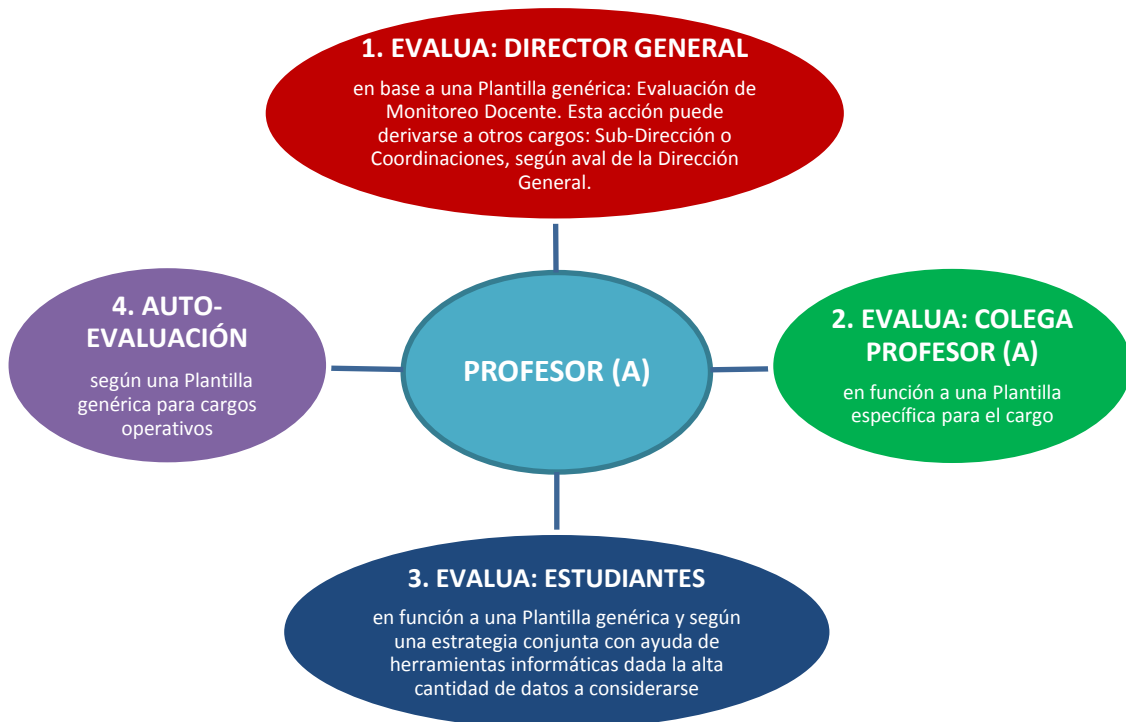 1. EVALUA: DIRECTOR GENERAL
en base a una Plantilla genérica: Evaluación de
Monitoreo Docente. Esta acción puede
derivarse a otros cargos: Sub-Dirección o
Coordinaciones, según aval de la Dirección
General.
4. AUTO-
EVALUACIÓN
según una Plantilla
genérica para cargos
operativos
PROFESOR (A)
2. EVALUA: COLEGA
PROFESOR (A)
en función a una Plantilla
específica para el cargo
3. EVALUA: ESTUDIANTES
en función a una Plantilla genérica y según
una estrategia conjunta con ayuda de
herramientas informáticas dada la alta
cantidad de datos a considerarse